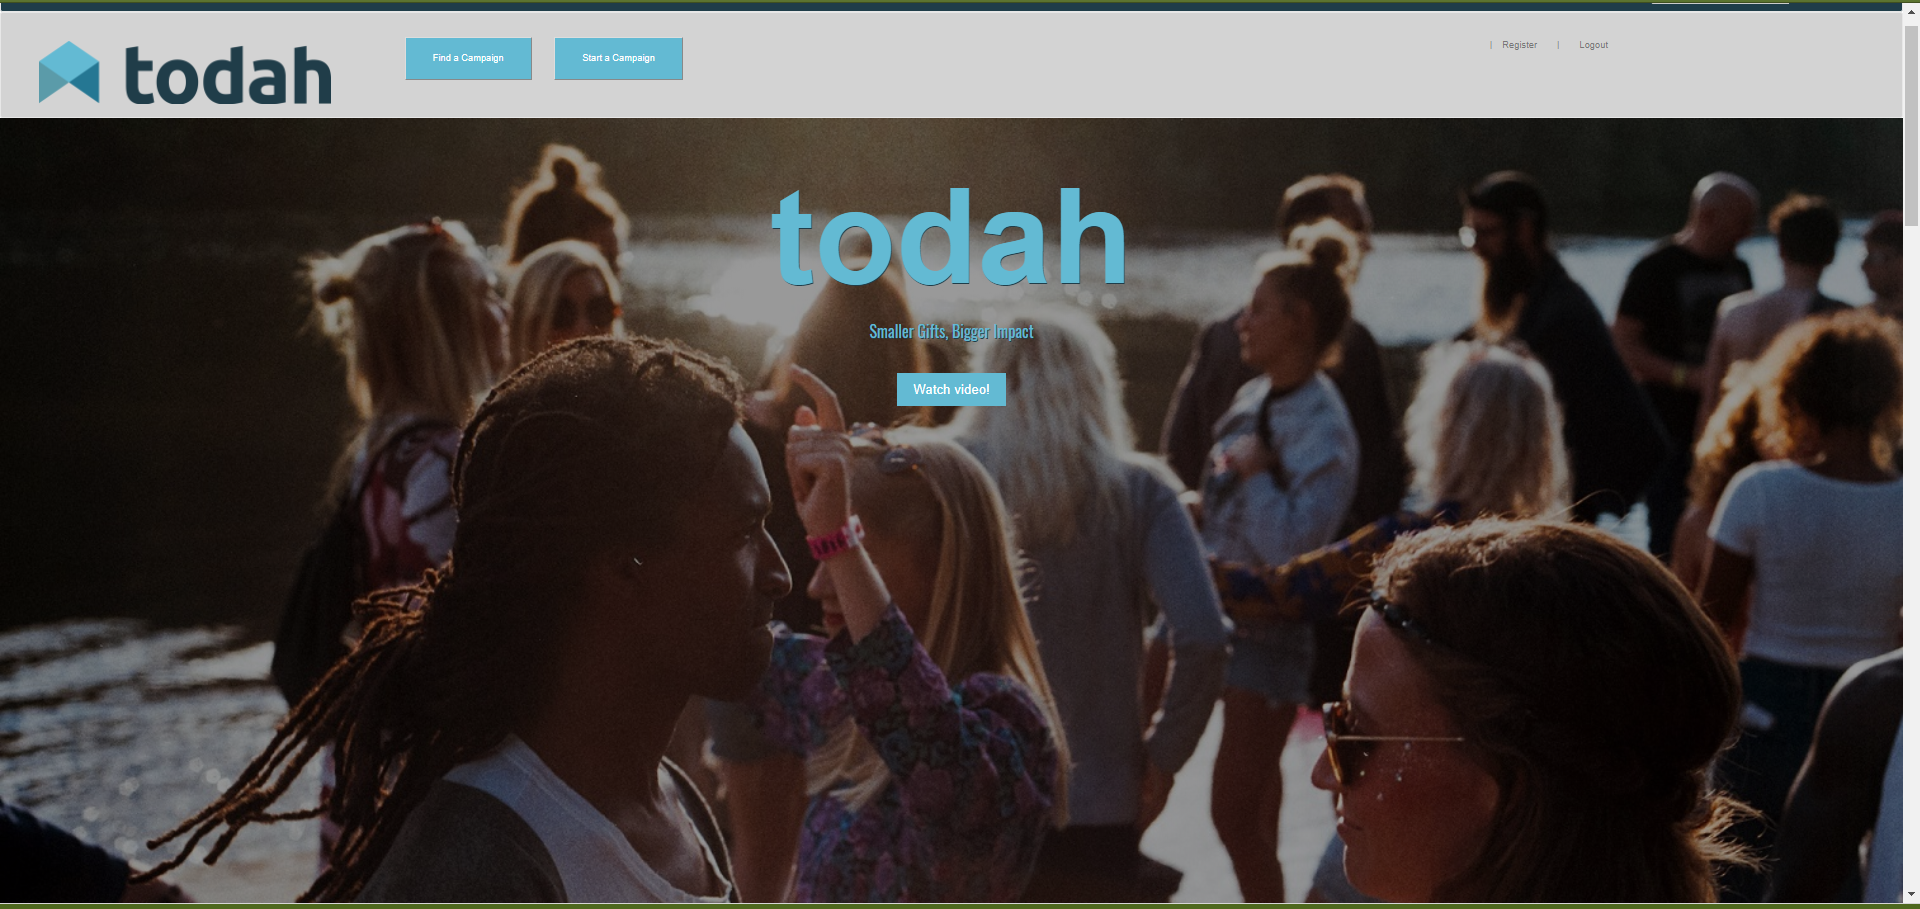 todah
Find a Campaign
Start a Campaign
| Register | Logout
todah
Smaller Gifts, Bigger Impact
Watch video!